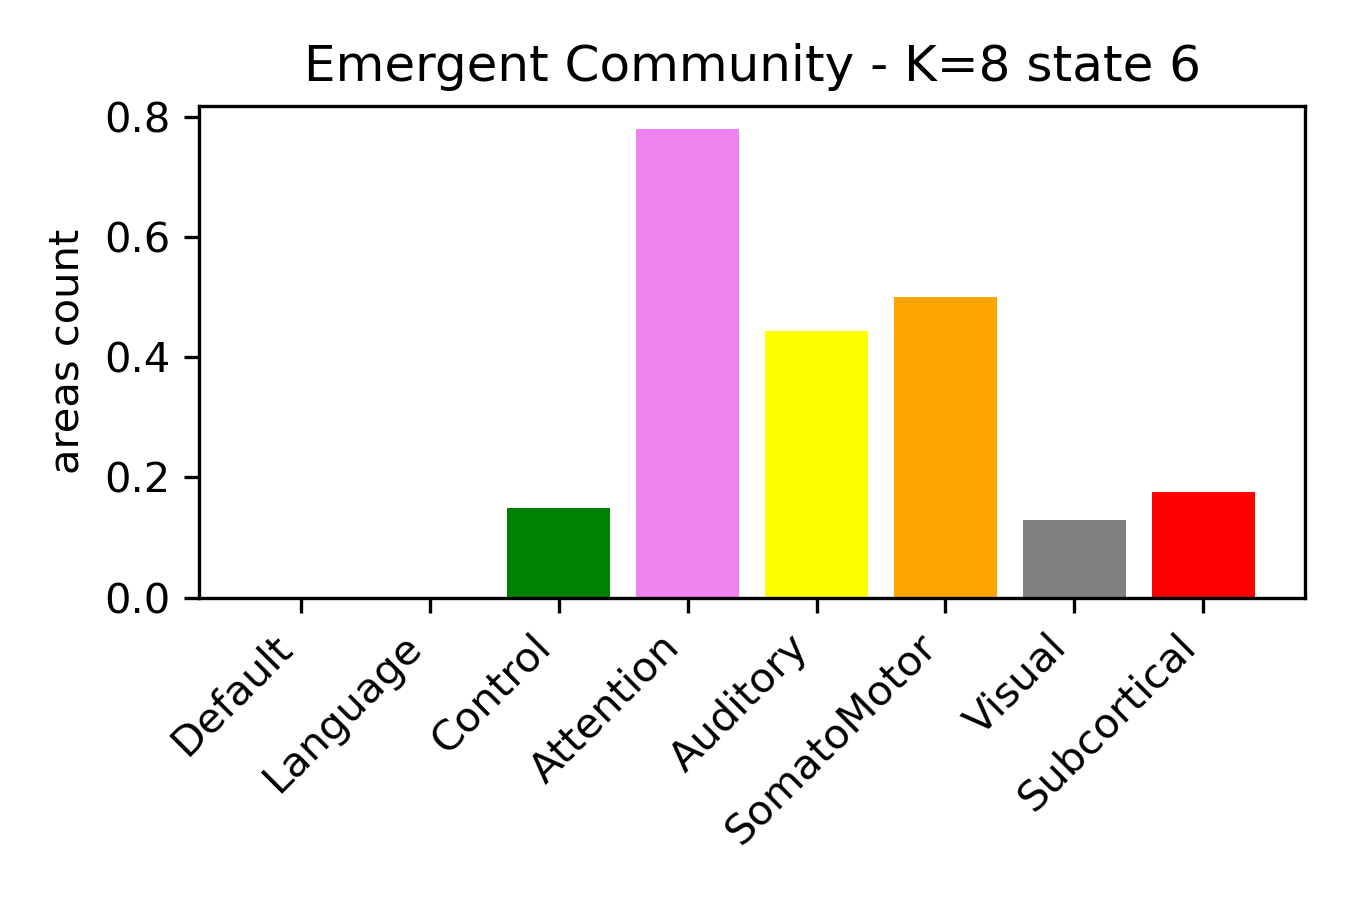 Emergent Community - K=8 state 6
areas count
0.8
0.6
0.4
0.2
0.0
Default
Language
Control
Attention
Auditory
SomatoMotor
Visual
Subcortical